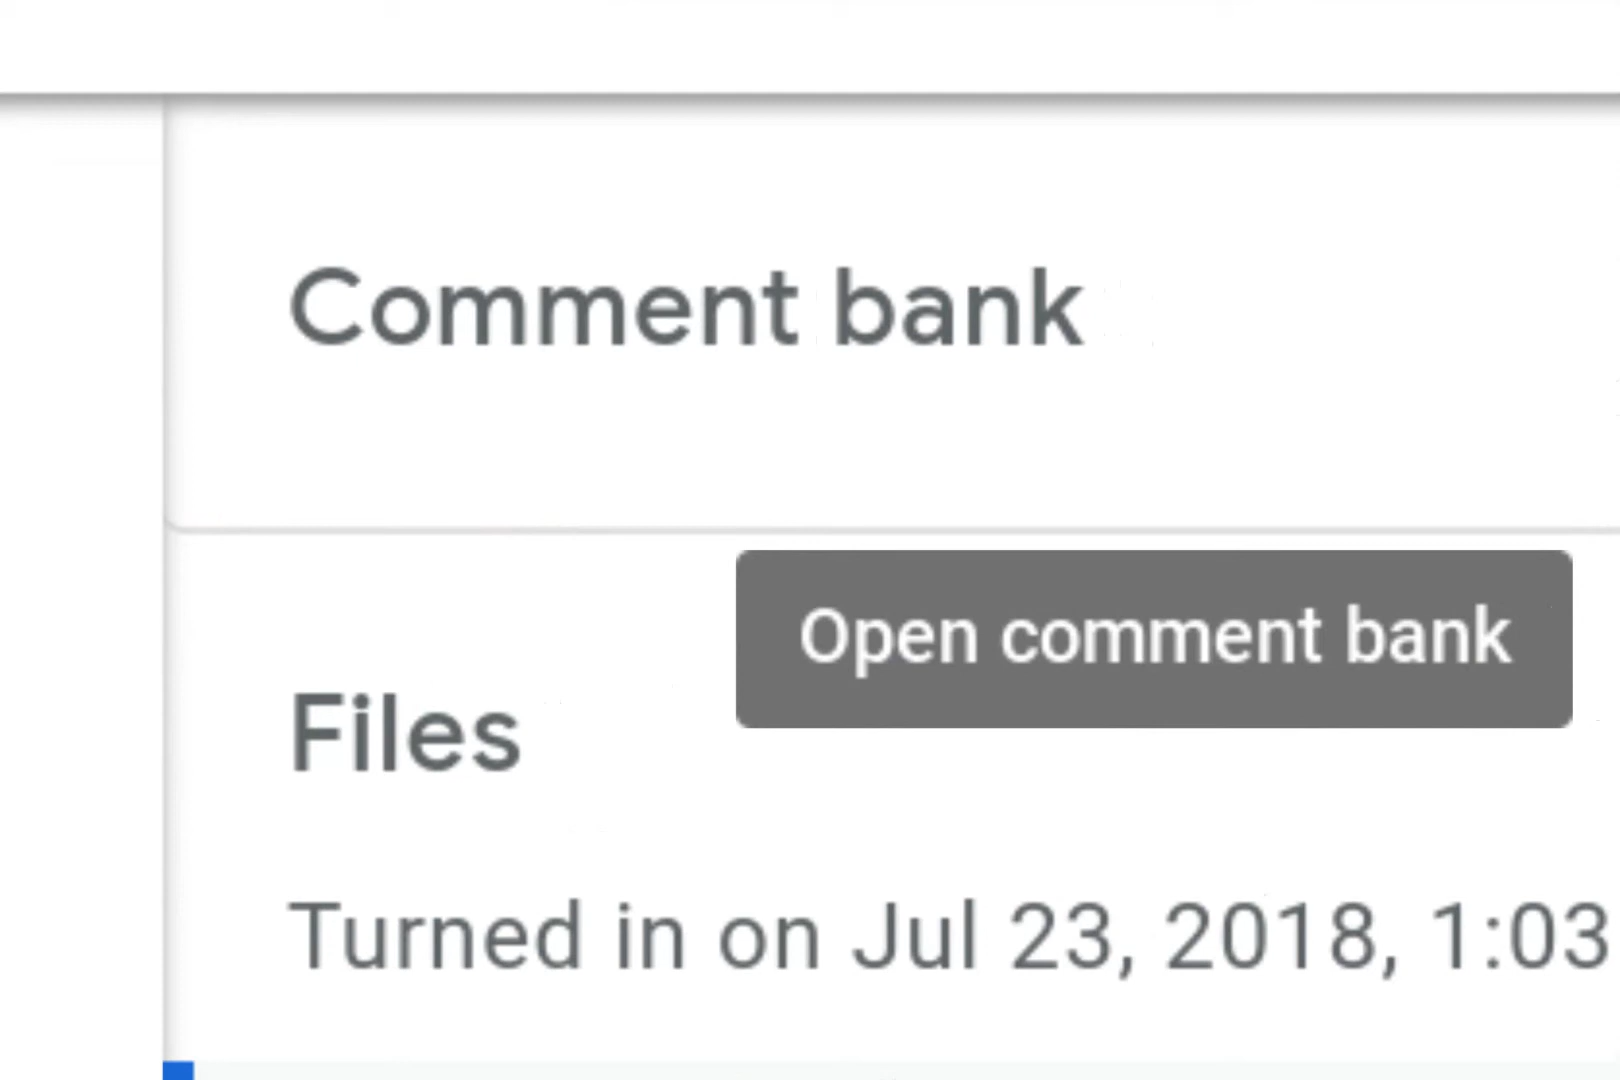 Comment bank
Open comment bank
Files
Turned in on Jul 23, 2018, 1:03